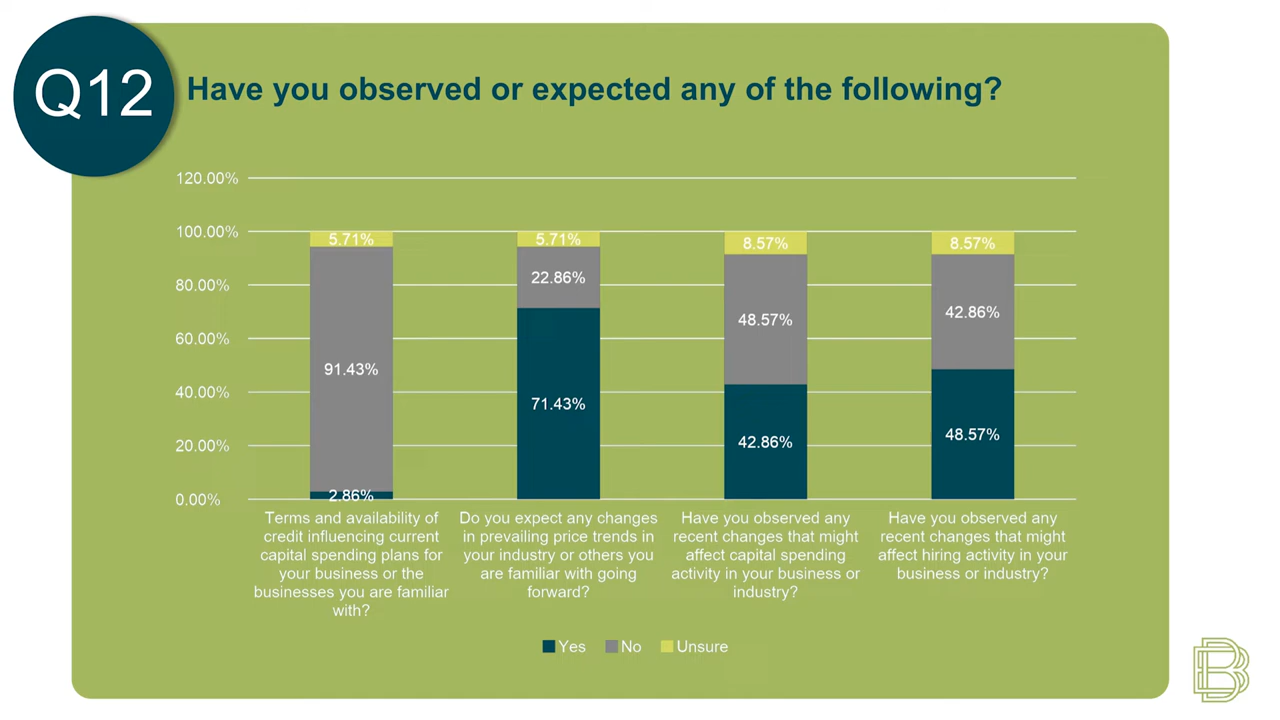 Q12
Have you observed or expected any of the following?
120.00%
100.00%
80.00%
60.00%
40.00%
20.00%
0.00%
5.71%
91.43%
2.86%
5.71%
22.86%
71.43%
8.57%
48.57%
42.86%
8.57%
42.86%
48.57%
Terms and availability of
credit influencing current
capital spending plans for
your business or the
businesses you are familiar
with?
Do you expect any changes
in prevailing price trends in
your industry or others you
are familiar with going
forward?
Have you observed any
recent changes that might
affect capital spending
activity in your business or
industry?
Have you observed any
recent changes that might
affect hiring activity in your
business or industry?
Yes
No
Unsure
BB